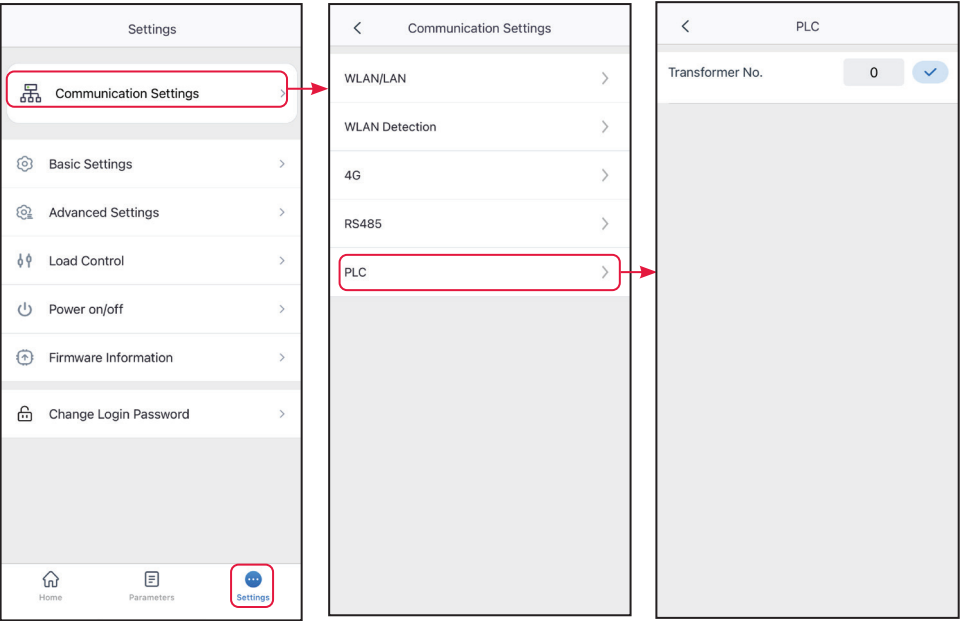 Settings
Communication Settings
Basic Settings
Advanced Settings
Load Control
Power on/off
Firmware Information
Change Login Password
Home
Parameters
Settings
Communication Settings
WLAN/LAN
WLAN Detection
4G
RS485
PLC
PLC
Transformer No. 0